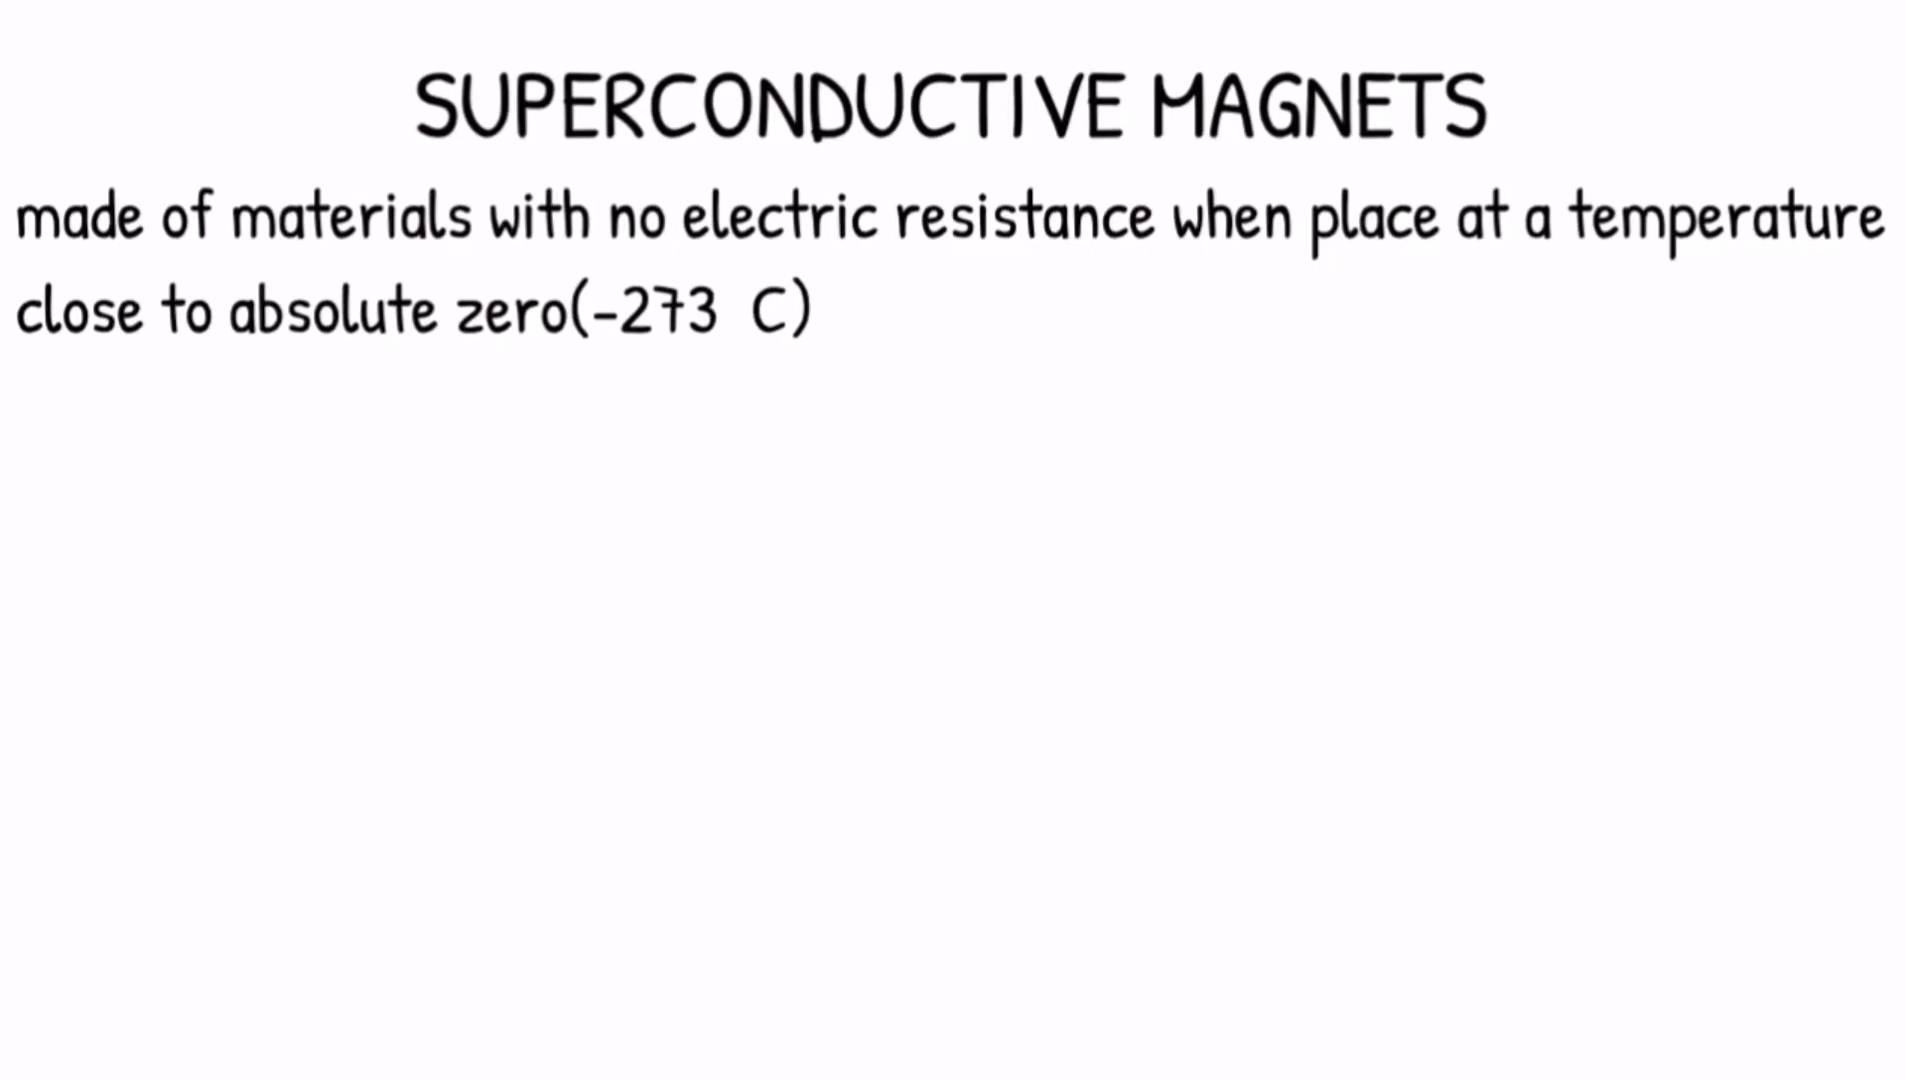 SUPERCONDUCTIVE MAGNETS
made of materials with no electric resistance when place at a temperature
close to absolute zero(-273 C)